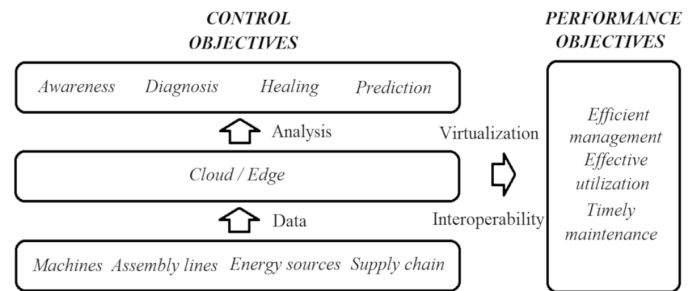 CONTROL
OBJECTIVES
Awareness Diagnosis Healing Prediction
Analysis
Cloud / Edge
Data
Machines Assembly lines Energy sources Supply chain
Virtualization
Interoperability
PERFORMANCE
OBJECTIVES
Efficient
management
Effective
utilization
Timely
maintenance